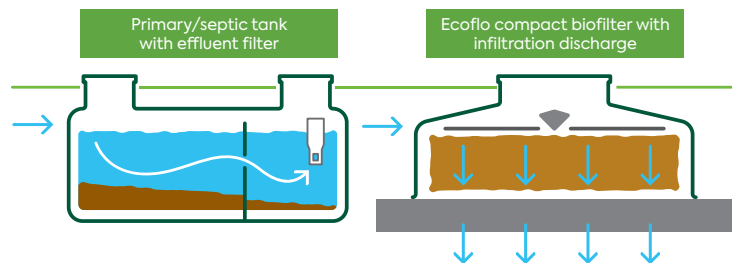 Primary/septic tank
with effluent filter
Ecoflo compact biofilter with
infiltration discharge